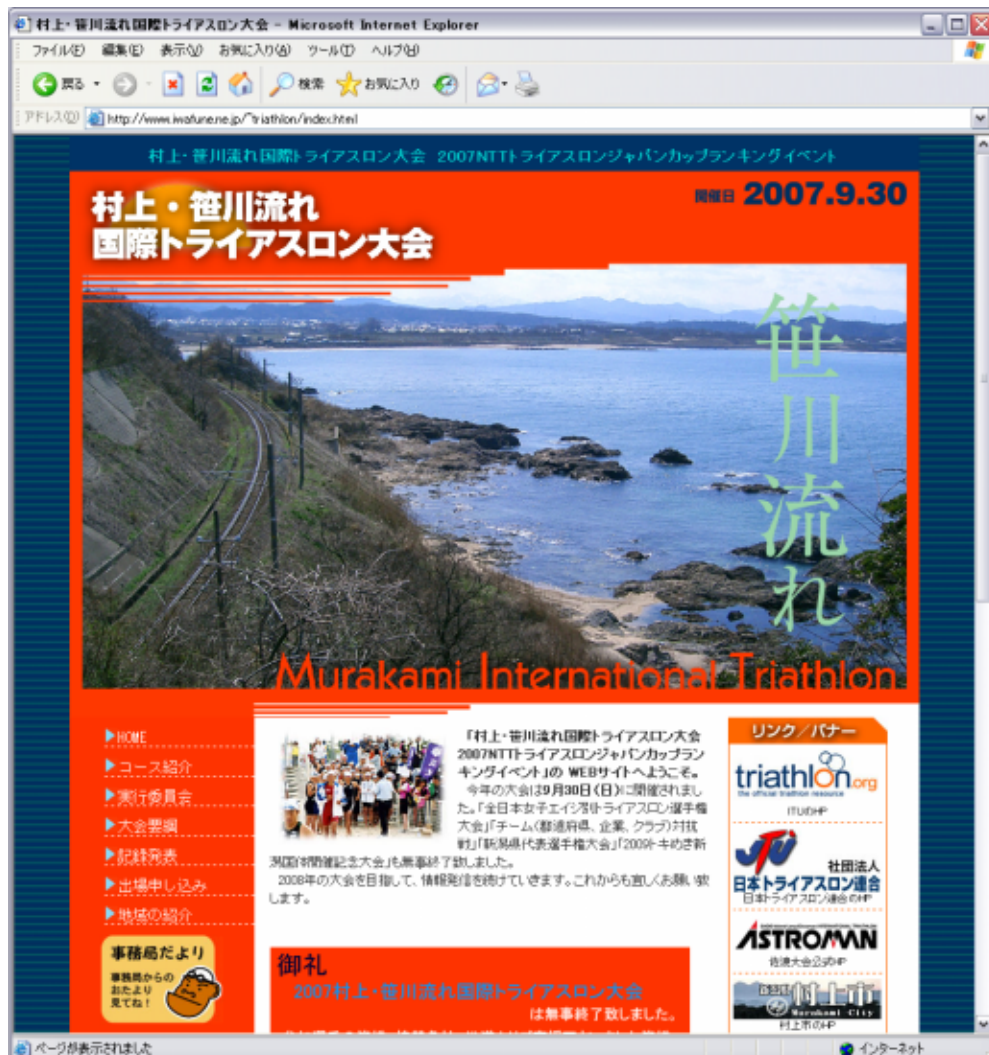 村上・笹川流れ国際トライアスロン大会 - Microsoft Internet Explorer
ファイル(F) 編集(E) 表示(V) お気に入り(A) ツール(T) ヘルプ(H)
戻る 検索 お気に入り
アドレス(D) http://www.iwafune.ne.jp/~triathlon/index.html
村上・笹川流れ国際トライアスロン大会 2007NTTトライアスロンジャパンカップランキングイベント
開催日 2007.9.30
村上・笹川流れ
国際トライアスロン大会
笹川流れ
Murakami International Triathlon
HOME
コース紹介
実行委員会
大会要綱
記録発表
出場申し込み
地域の紹介
事務局だより
事務局からの
おたより
見てね!
「村上・笹川流れ国際トライアスロン大会
2007NTTトライアスロンジャパンカップラン
キングイベント」の WEBサイトへようこそ。
今年の大会は9月30日(日)に開催されまし
た。「全日本女子エイジ別トライアスロン選手権
大会」「チーム(都道府県、企業、クラブ)対抗
戦」「新潟県代表選手権大会」「2009トキめき新
潟国体開催記念大会」も無事終了致しました。
2008年の大会を目指して、情報発信を続けていきます。これからも宜しくお願い致
します。
御礼
2007村上・笹川流れ国際トライアスロン大会
は無事終了致しました。
リンク/バナー
triathlon.org
the official triathlon resource
ITUのHP
JTU
社団法人
日本トライアスロン連合
日本トライアスロン連合のHP
ASTROMAN
佐渡大会公式HP
新潟県 村上市
Murakami City
村上市のHP
ページが表示されました
インターネット